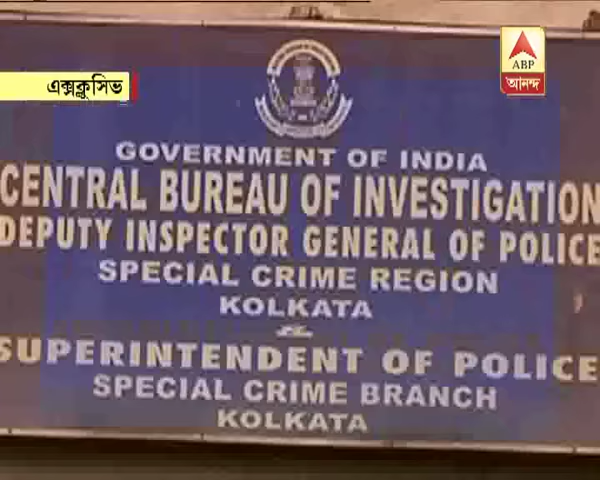 এক্সক্লুসিভ
ABP
আনন্দ
GOVERNMENT OF INDIA
CENTRAL BUREAU OF INVESTIGATION
DEPUTY INSPECTOR GENERAL OF POLICE
SPECIAL CRIME REGION
KOLKATA
SUPERINTENDENT OF POLICE
SPECIAL CRIME BRANCH
KOLKATA